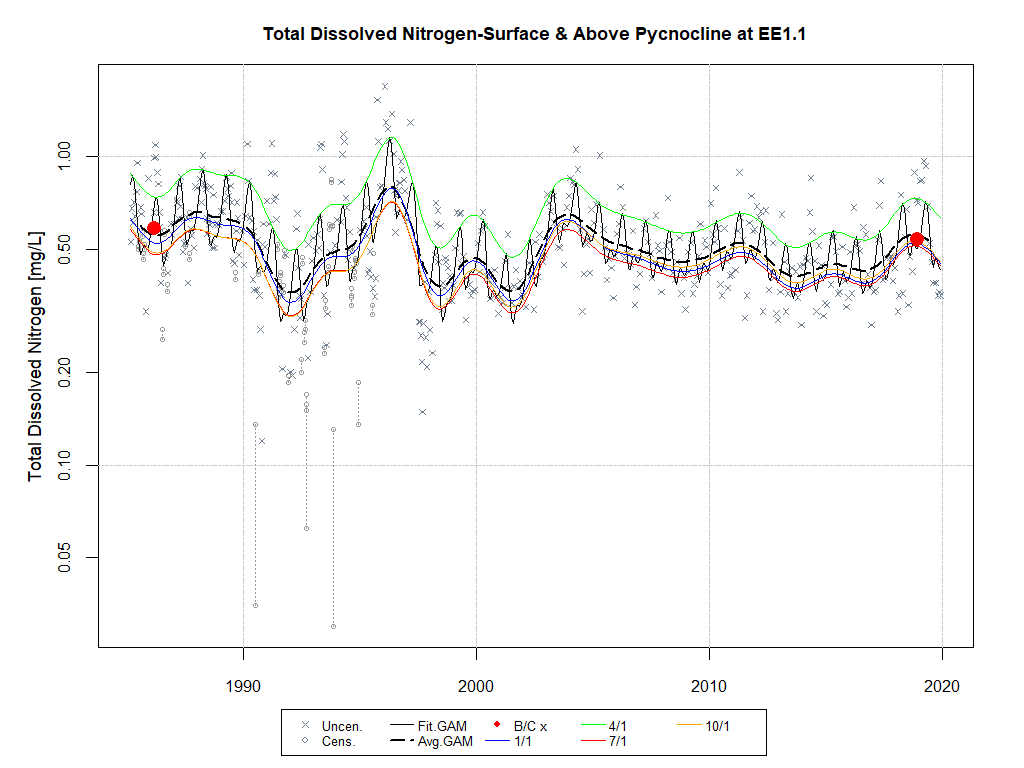 Total Dissolved Nitrogen-Surface & Above Pycnocline at EE1.1
Total Dissolved Nitrogen [mg/L]
1.00
0.50
0.20
0.10
0.05
1990 2000 2010 2020
Uncen. Fit.GAM B/C x 4/1 10/1
Cens. Avg.GAM 1/1 7/1